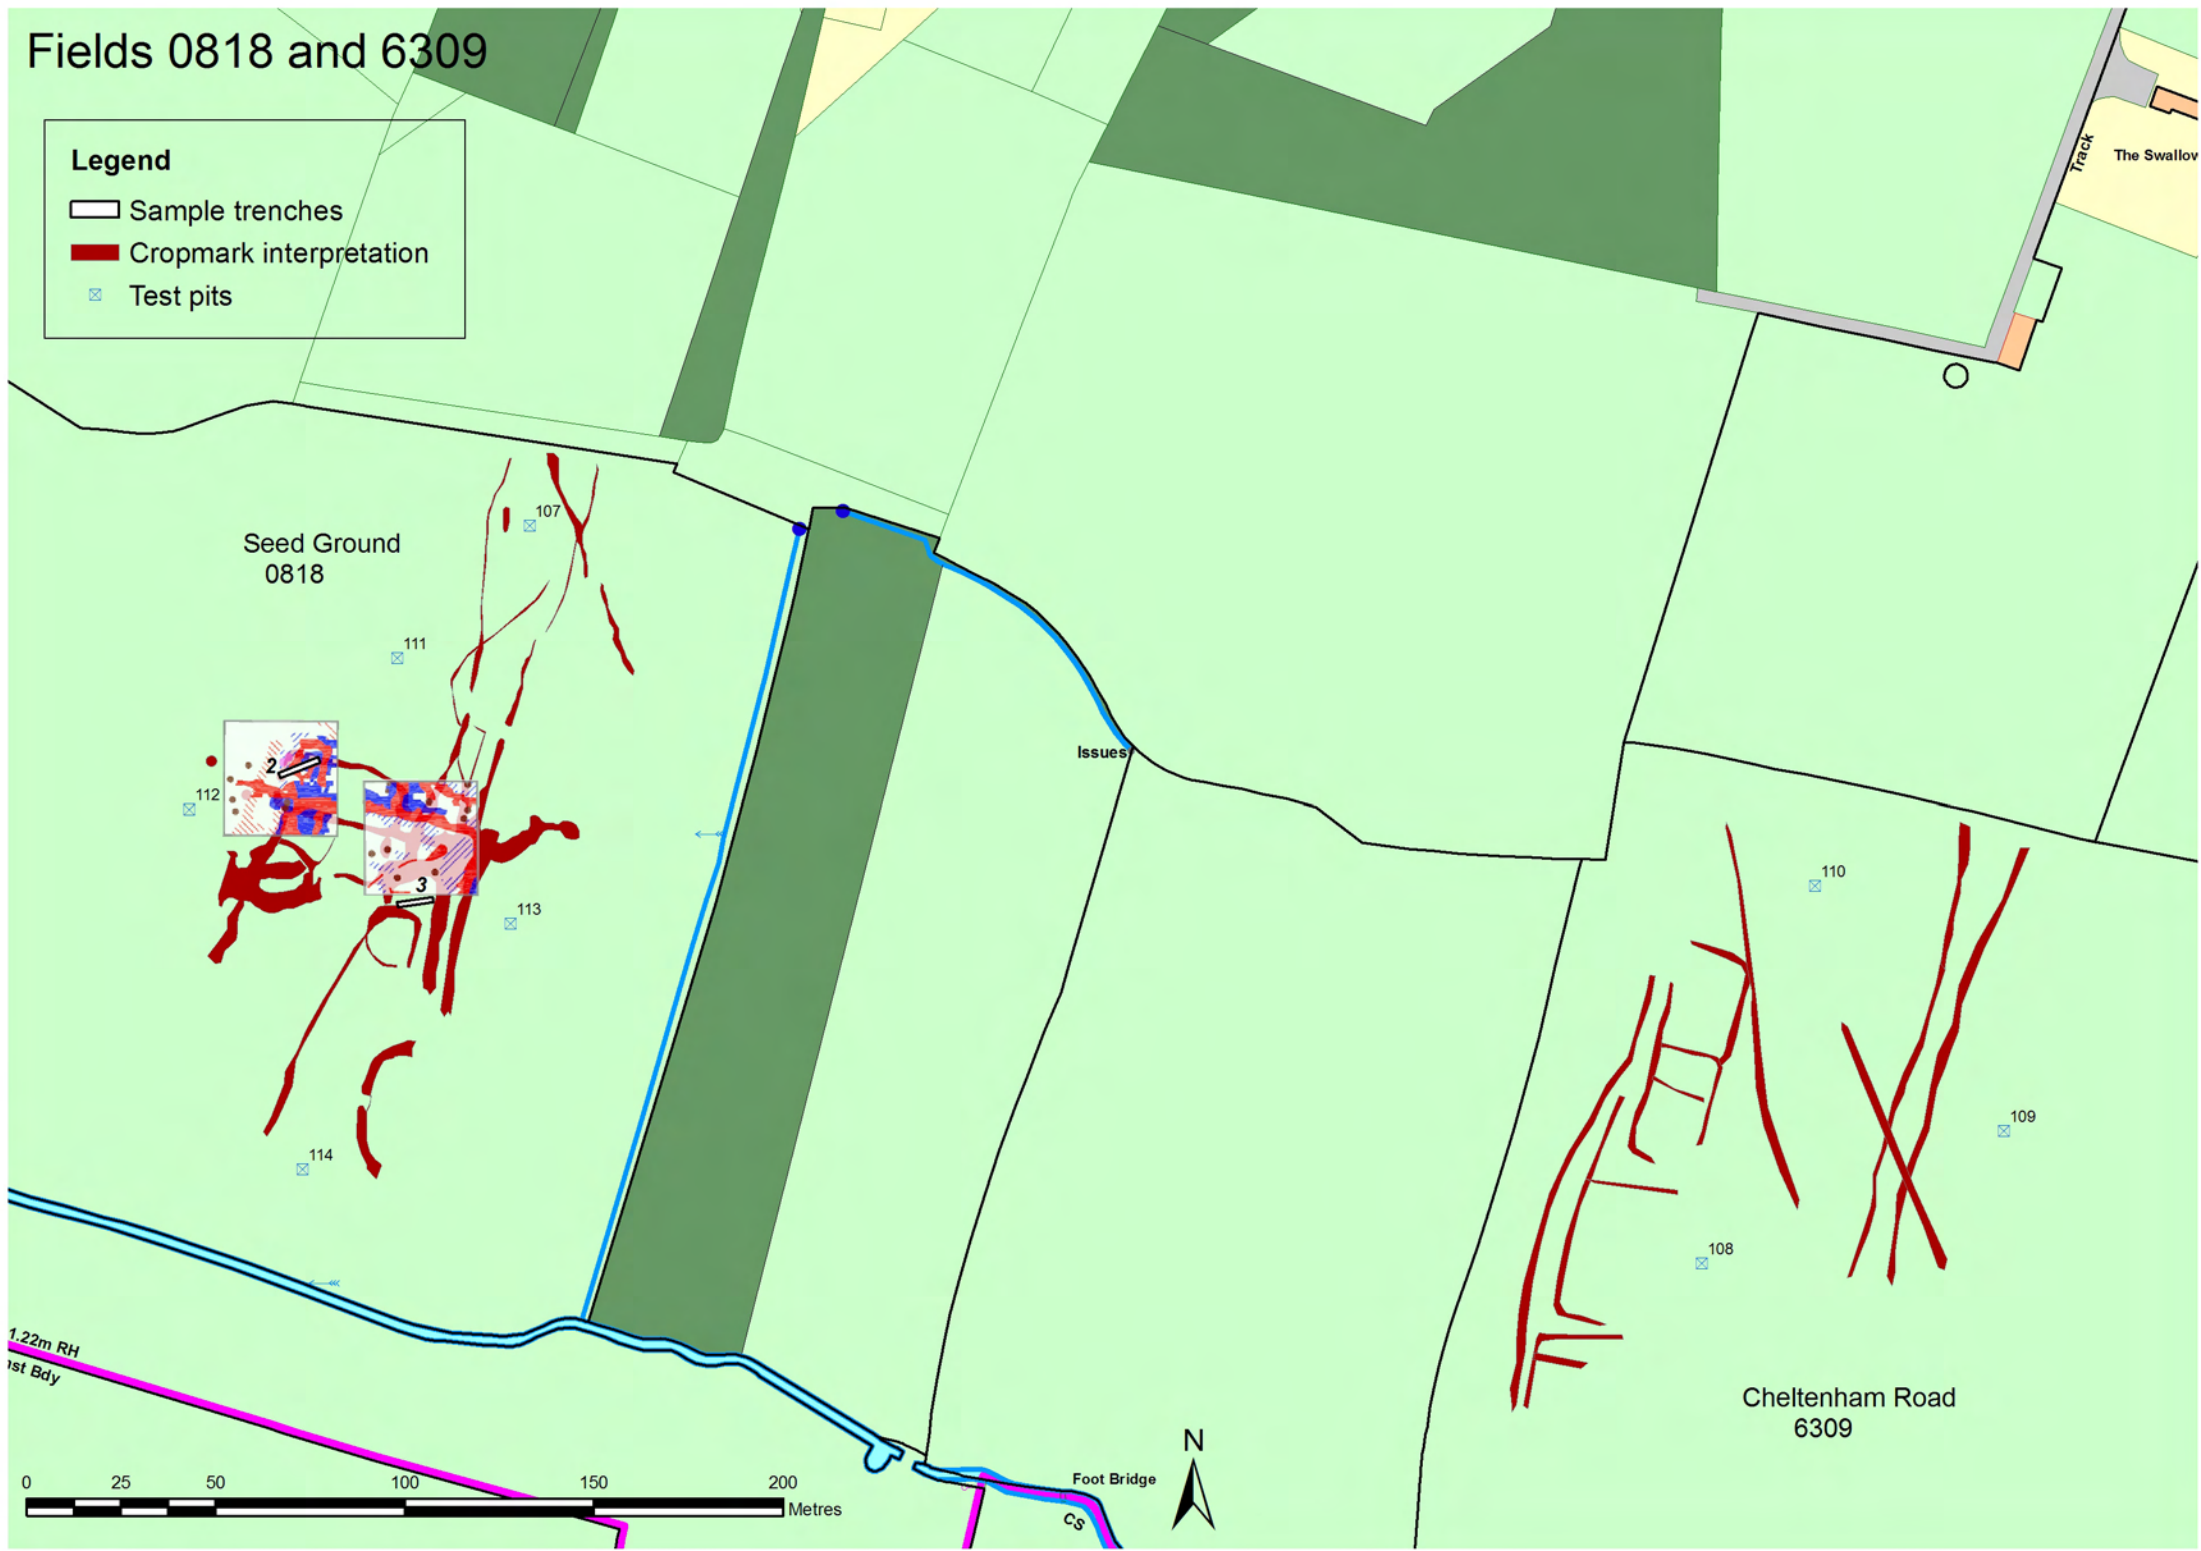 Fields 0818 and 6309
Legend
Sample trenches
Cropmark interpretation
Test pits
Track
The Swallow
107
Seed Ground
0818
111
Issues
2
112
3
113
110
109
114
108
1.22m RH
Bdy
Cheltenham Road
6309
N
Foot Bridge
CS
0 25 50 100 150 200
Metres